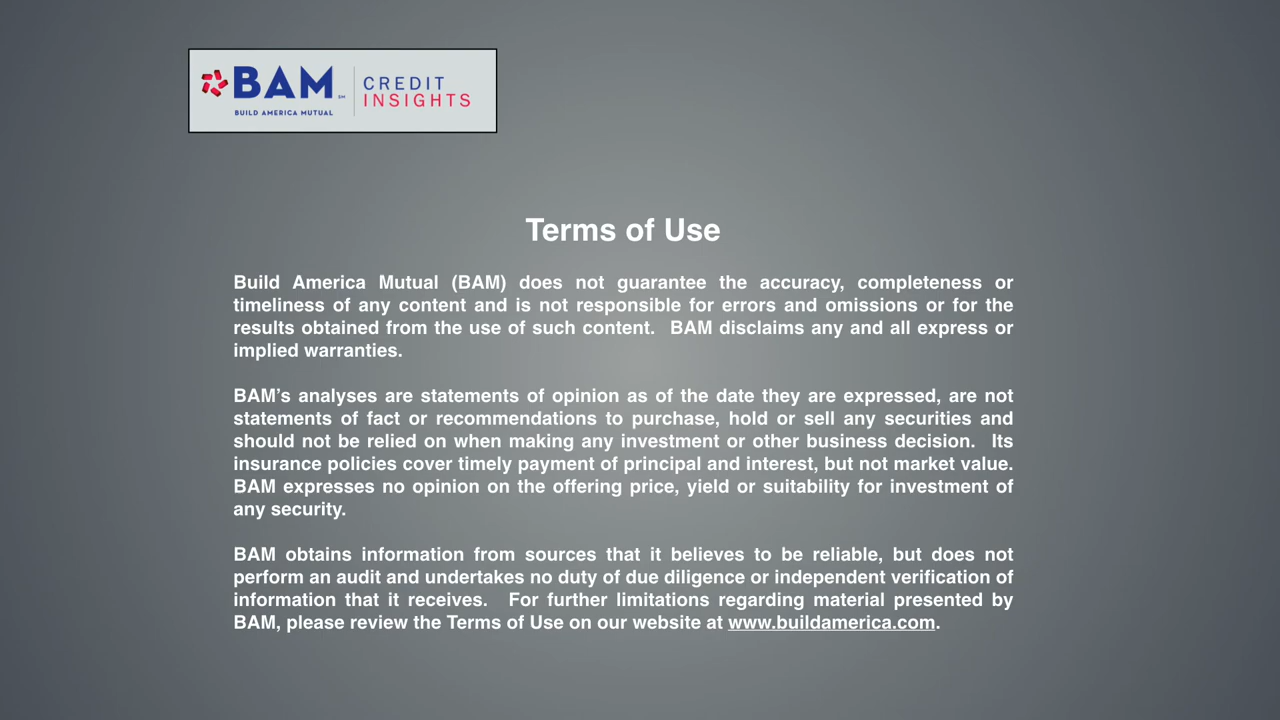 BAM SM
BUILD AMERICA MUTUAL
CREDIT
INSIGHTS
Terms of Use
Build America Mutual (BAM) does not guarantee the accuracy, completeness or
timeliness of any content and is not responsible for errors and omissions or for the
results obtained from the use of such content.  BAM disclaims any and all express or
implied warranties.
BAM’s analyses are statements of opinion as of the date they are expressed, are not
statements of fact or recommendations to purchase, hold or sell any securities and
should not be relied on when making any investment or other business decision.  Its
insurance policies cover timely payment of principal and interest, but not market value.
BAM expresses no opinion on the offering price, yield or suitability for investment of
any security.
BAM obtains information from sources that it believes to be reliable, but does not
perform an audit and undertakes no duty of due diligence or independent verification of
information that it receives.  For further limitations regarding material presented by
BAM, please review the Terms of Use on our website at www.buildamerica.com.